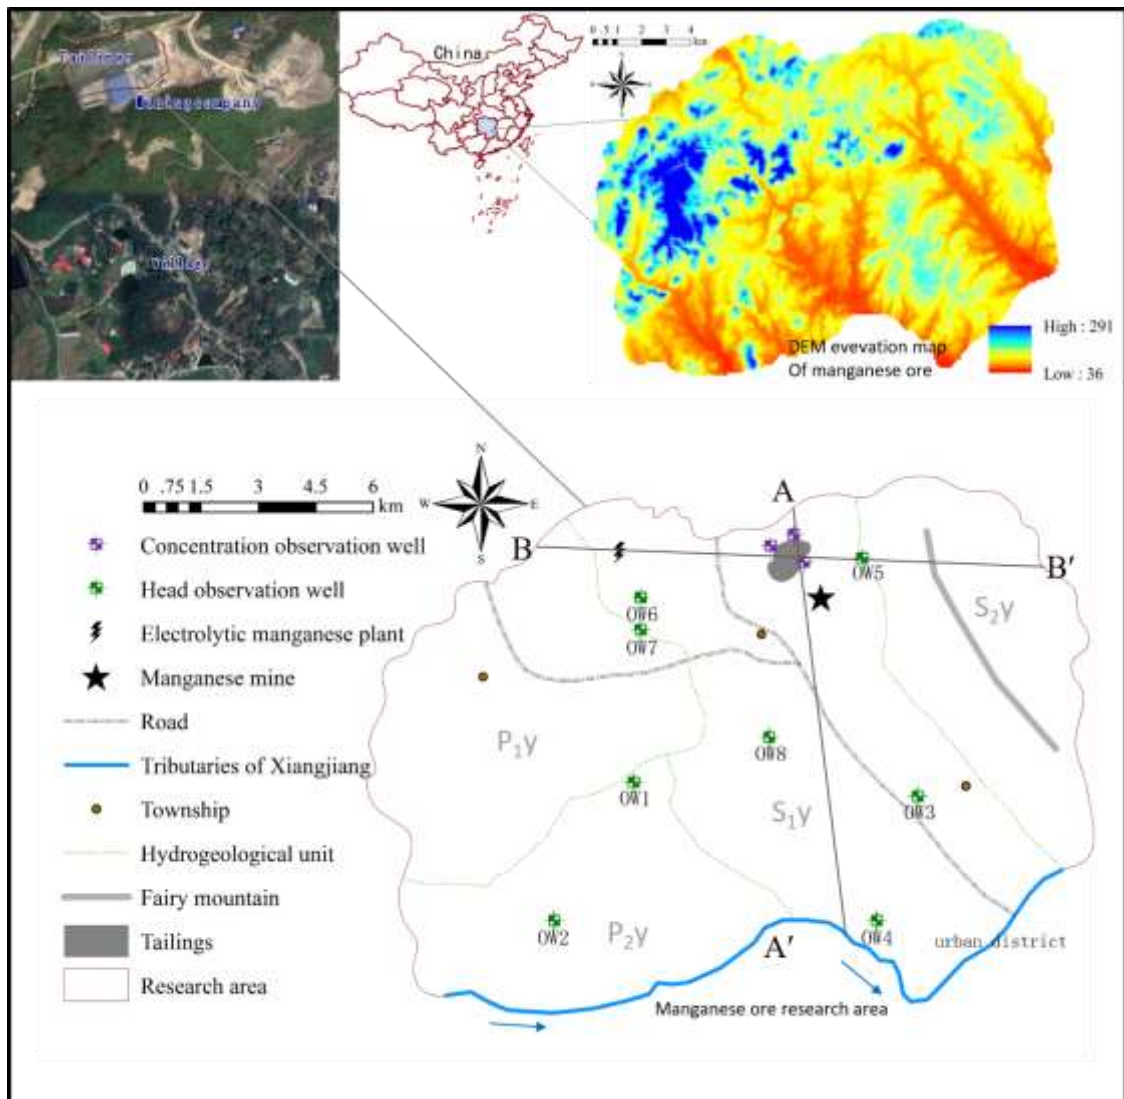 China
0 .5 1 2 3 4
km
High : 291
DEM evevation map
Of manganese ore
Low : 36
N
W E
S
0 .75 1.5 3 4.5 6
km
Concentration observation well
Head observation well
Electrolytic manganese plant
Manganese mine
Road
Tributaries of Xiangjiang
Township
Hydrogeological unit
Fairy mountain
Tailings
Research area
A
B
B'
OW5
OW6
OW7
S2y
P1y
OW8
OW1
S1y
OW3
OW2
P2y
A'
OW4
urban district
Manganese ore research area
Village